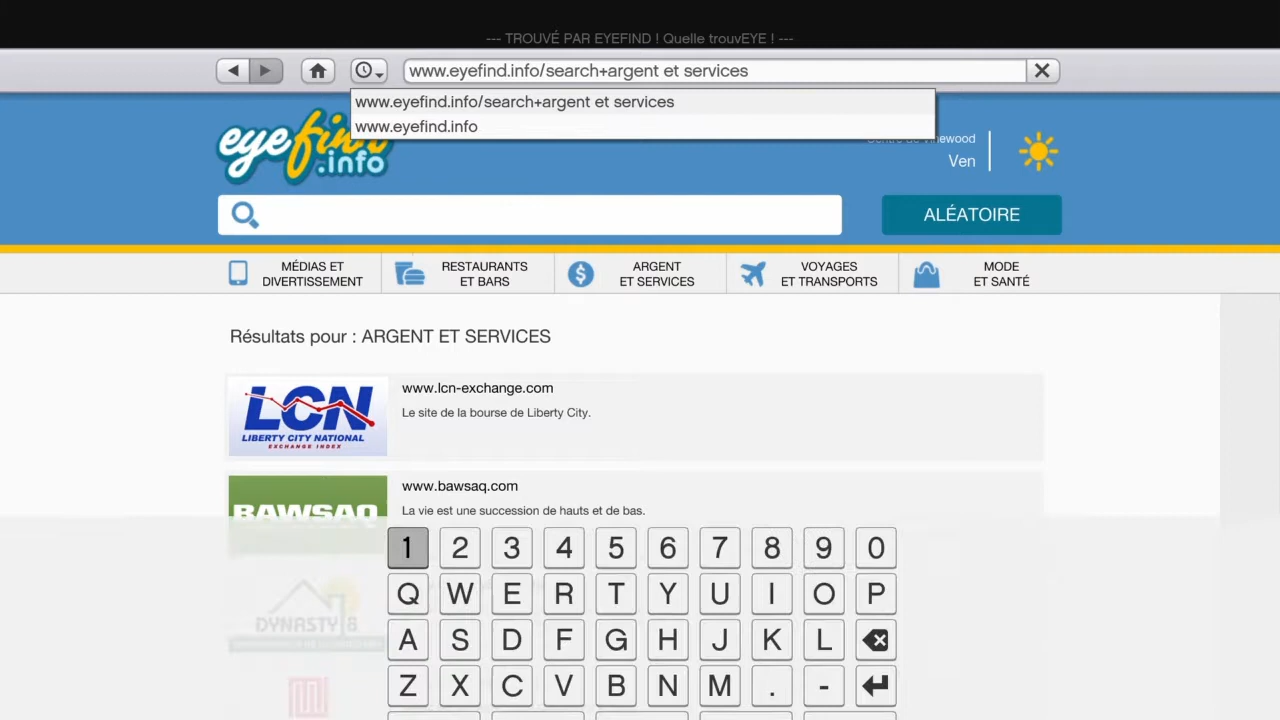 --- TROUVÉ PAR EYEFIND ! Quelle trouvEYE ! ---
www.eyefind.info/search+argent et services
www.eyefind.info/search+argent et services
www.eyefind.info
eyefind
.info
Centre de Vinewood
Ven
ALÉATOIRE
MÉDIAS ET
DIVERTISSEMENT
RESTAURANTS
ET BARS
ARGENT
ET SERVICES
VOYAGES
ET TRANSPORTS
MODE
ET SANTÉ
Résultats pour : ARGENT ET SERVICES
LCN
LIBERTY CITY NATIONAL
EXCHANGE INDEX
www.lcn-exchange.com
Le site de la bourse de Liberty City.
BAWSAQ
www.bawsaq.com
La vie est une succession de hauts et de bas.
DYNASTY 8
1 2 3 4 5 6 7 8 9 0
Q W E R T Y U I O P
A S D F G H J K L
Z X C V B N M . -